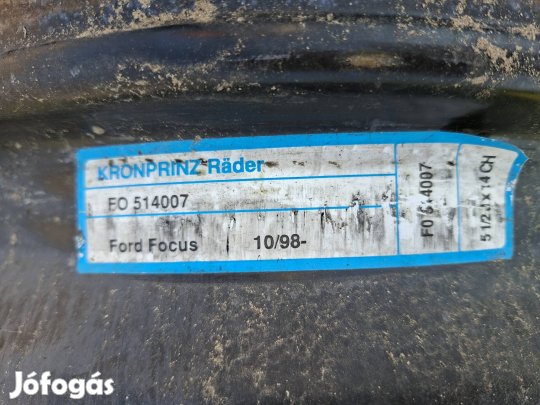 KRONPRINZ Räder
FO 514007
Ford Focus 10/98-
FO 514007
5 1/2 J x 14 CH
Jófogás